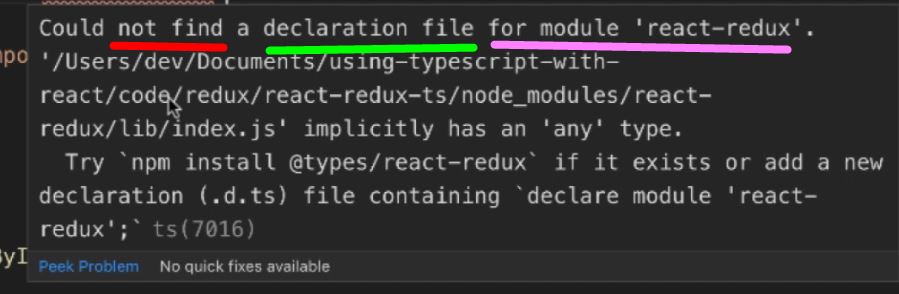 Could not find a declaration file for module 'react-redux'.
'/Users/dev/Documents/using-typescript-with-
react/code/redux/react-redux-ts/node_modules/react-
redux/lib/index.js' implicitly has an 'any' type.
  Try `npm install @types/react-redux` if it exists or add a new
declaration (.d.ts) file containing `declare module 'react-
redux';` ts(7016)
Peek Problem No quick fixes available
mpo
ByI